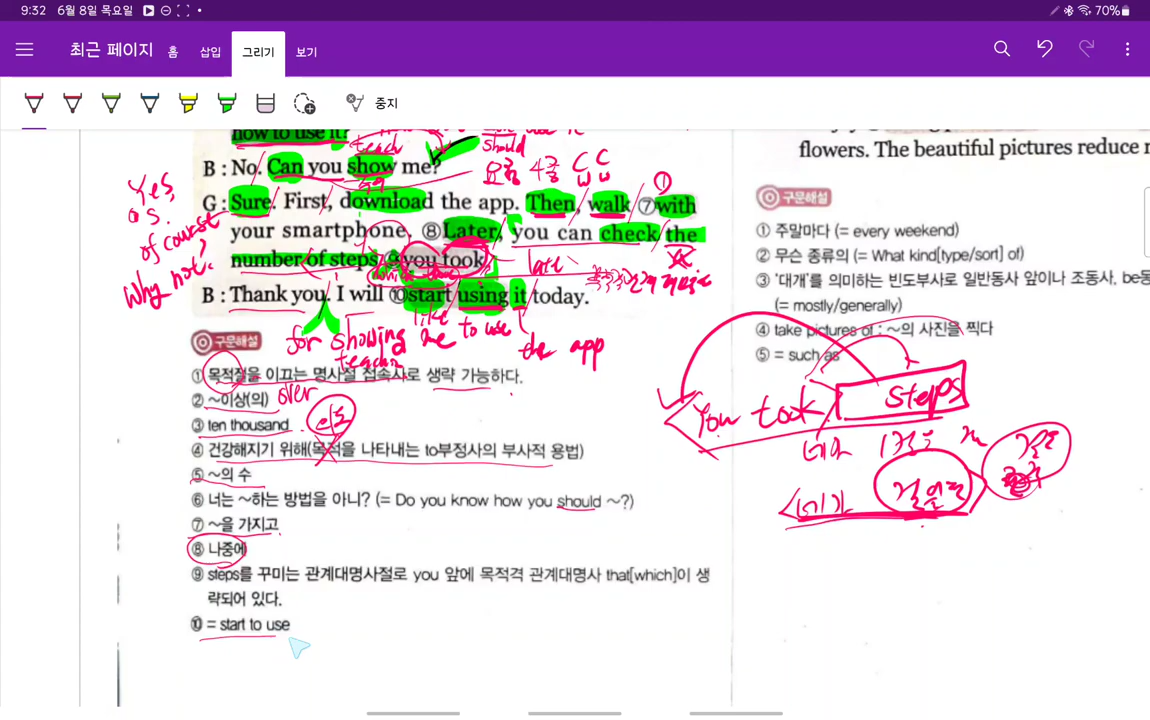 9:32 6월 8일 목요일 70%
최근 페이지 홈 삽입 그리기 보기
중지
how to use it?
teach should
B : No. Can you show me?
Yes,
of course
Why not.
G : Sure. First, download the app. Then, walk ⑦with
your smartphone. ⑧Later, you can check the
number of steps ⑨you took.
B : Thank you. I will ⑩start using it today.
for showing me
like to use
the app
구문해설
① 목적절을 이끄는 명사절 접속사로 생략 가능하다.
② ~이상(의) over
③ ten thousand
④ 건강해지기 위해(목적을 나타내는 to부정사의 부사적 용법)
⑤ ~의 수
⑥ 너는 ~하는 방법을 아니? (= Do you know how you should ~?)
⑦ ~을 가지고
⑧ 나중에
⑨ steps를 꾸미는 관계대명사절로 you 앞에 목적격 관계대명사 that[which]이 생
략되어 있다.
⑩ = start to use
flowers. The beautiful pictures reduce
구문해설
① 주말마다 (= every weekend)
② 무슨 종류의 (= What kind[type/sort] of)
③ '대개'를 의미하는 빈도부사로 일반동사 앞이나 조동사, be동
(= mostly/generally)
④ take pictures of : ~의 사진을 찍다
⑤ = such as
You took steps
네가 걸음